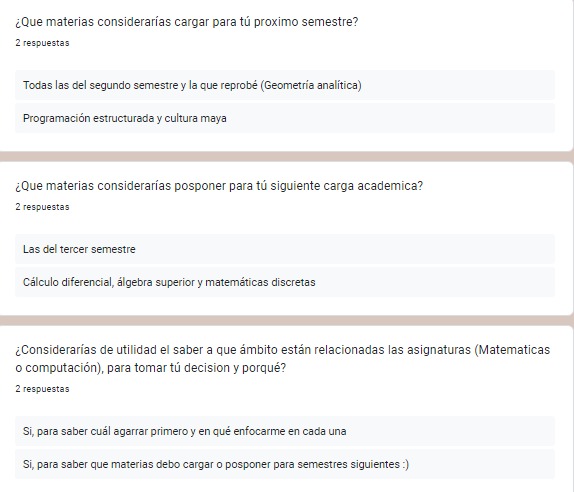 ¿Que materias considerarías cargar para tú proximo semestre?
2 respuestas
Todas las del segundo semestre y la que reprobé (Geometría analítica)
Programación estructurada y cultura maya
¿Que materias considerarías posponer para tú siguiente carga academica?
2 respuestas
Las del tercer semestre
Cálculo diferencial, álgebra superior y matemáticas discretas
¿Considerarías de utilidad el saber a que ámbito están relacionadas las asignaturas (Matematicas
o computación), para tomar tú decision y porqué?
2 respuestas
Si, para saber cuál agarrar primero y en qué enfocarme en cada una
Si, para saber que materias debo cargar o posponer para semestres siguientes :)